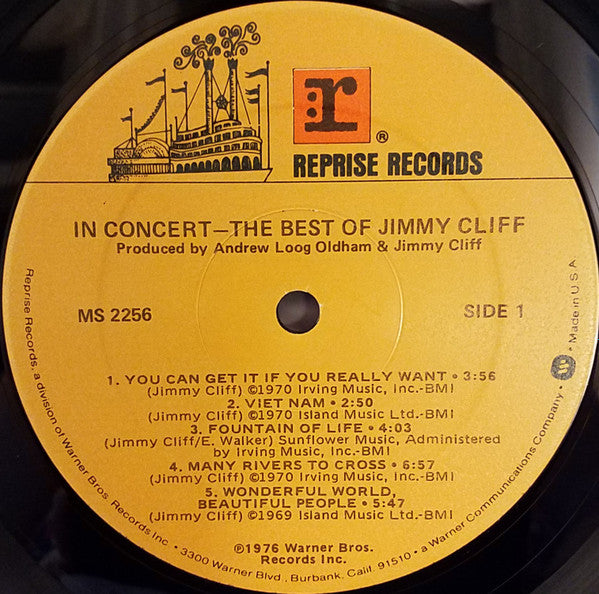 r
®
REPRISE RECORDS
IN CONCERT—THE BEST OF JIMMY CLIFF
Produced by Andrew Loog Oldham & Jimmy Cliff
MS 2256
SIDE 1
1. YOU CAN GET IT IF YOU REALLY WANT • 3:56
(Jimmy Cliff) ©1970 Irving Music, Inc.-BMI
2. VIET NAM • 2:50
(Jimmy Cliff) ©1970 Island Music Ltd.-BMI
3. FOUNTAIN OF LIFE • 4:03
(Jimmy Cliff/E. Walker) Sunflower Music, Administered
by Irving Music, Inc.-BMI
4. MANY RIVERS TO CROSS • 6:57
(Jimmy Cliff) ©1970 Irving Music, Inc.-BMI
5. WONDERFUL WORLD,
BEAUTIFUL PEOPLE • 5:47
(Jimmy Cliff) ©1969 Island Music Ltd.-BMI
℗1976 Warner Bros.
Records Inc.
Reprise Records, a division of Warner Bros. Records Inc • 3300 Warner Blvd., Burbank, Cal. 91510 • a Warner Communications Company • Made in U.S.A.